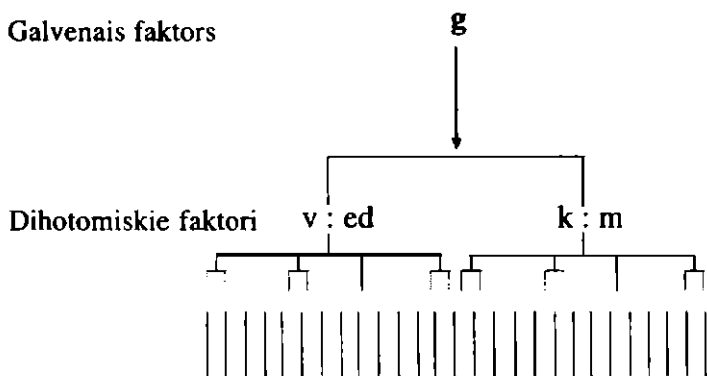 Galvenais faktors g
Dihotomiskie faktori v : ed k : m